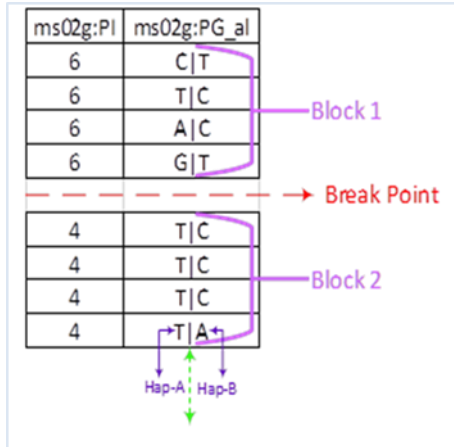 ms02g:PI ms02g:PG_al
6 C|T
6 T|C
Block 1
6 A|C
6 G|T
Break Point
4 T|C
4 T|C
Block 2
4 T|C
4 T|A
Hap-A Hap-B